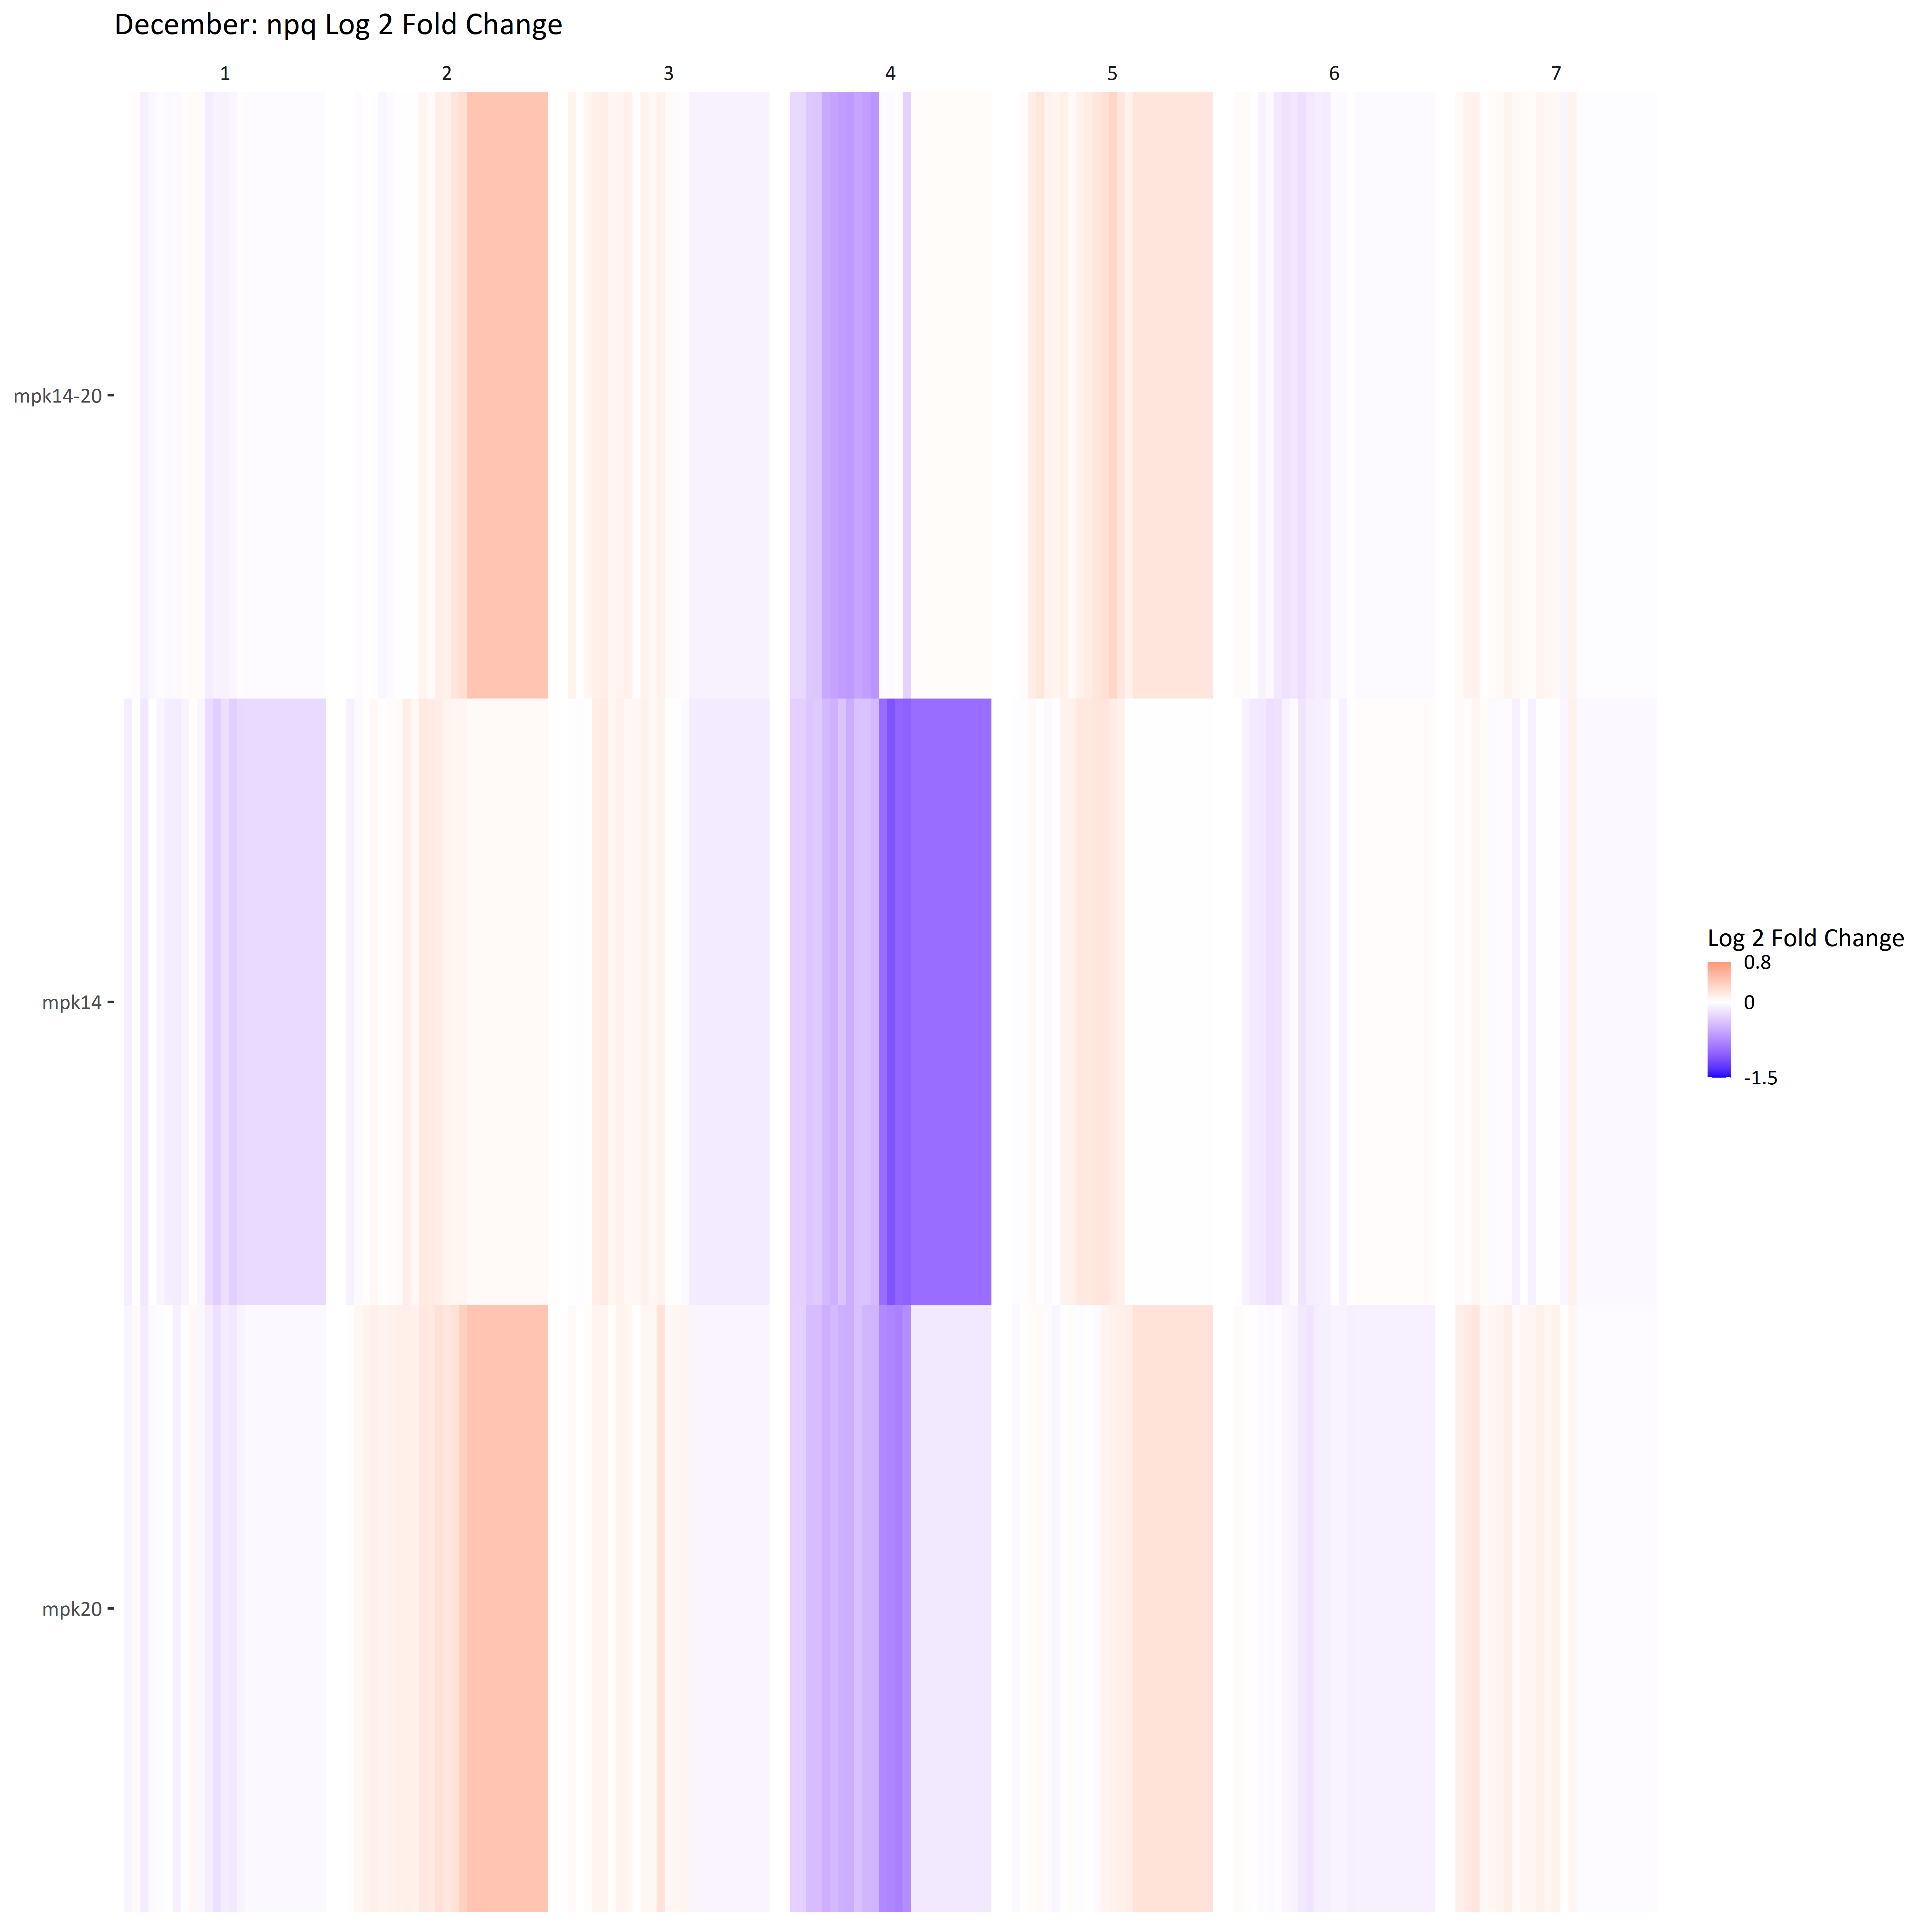 December: npq Log 2 Fold Change
1 2 3 4 5 6 7
mpk14-20
mpk14
mpk20
Log 2 Fold Change
0.8
0
-1.5